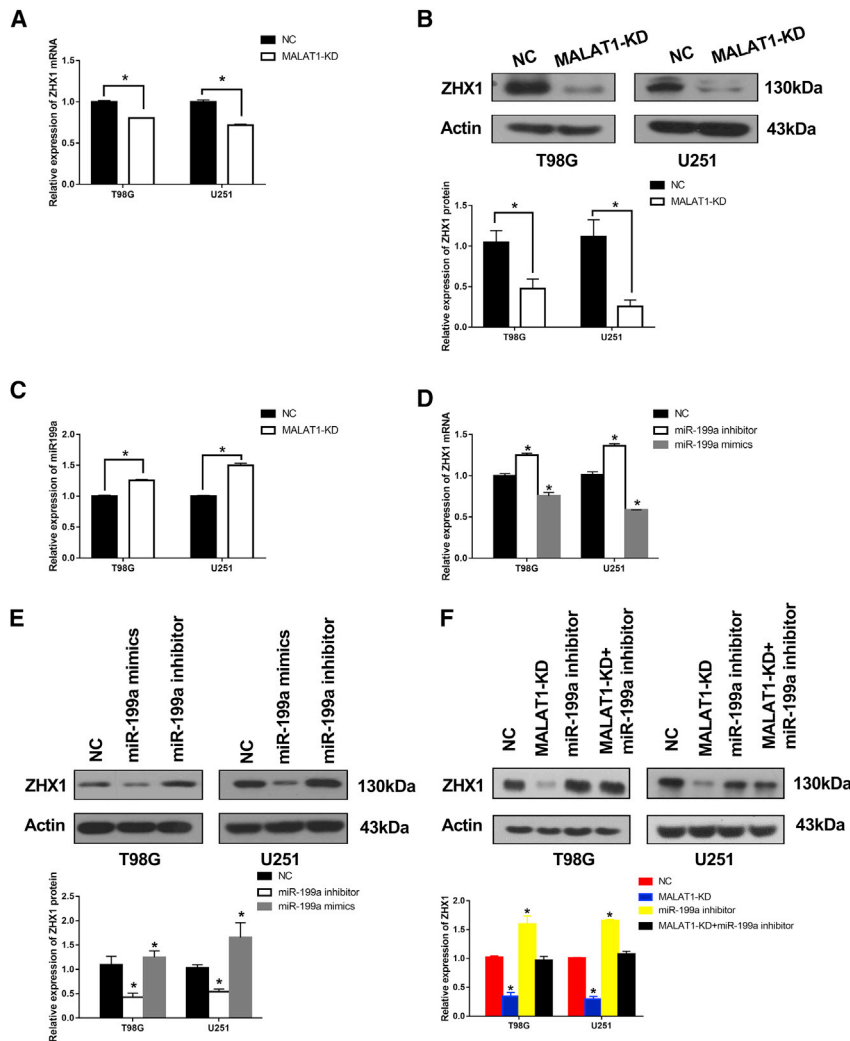 A
NC
MALAT1-KD
Relative expression of ZHX1 mRNA
1.5
1.0
0.5
0.0
*
*
T98G
U251
B
NC
MALAT1-KD
NC
MALAT1-KD
ZHX1
130kDa
Actin
43kDa
T98G
U251
NC
MALAT1-KD
Relative expression of ZHX1 protein
1.5
1.0
0.5
0.0
*
*
T98G
U251
C
NC
MALAT1-KD
Relative expression of miR199a
2.0
1.5
1.0
0.5
0.0
*
*
T98G
U251
D
NC
miR-199a inhibitor
miR-199a mimics
Relative expression of ZHX1 mRNA
1.5
1.0
0.5
0.0
*
*
*
*
T98G
U251
E
NC
miR-199a mimics
miR-199a inhibitor
NC
miR-199a mimics
miR-199a inhibitor
ZHX1
130kDa
Actin
43kDa
T98G
U251
NC
miR-199a inhibitor
miR-199a mimics
Relative expression of ZHX1 protein
2.5
2.0
1.5
1.0
0.5
0.0
*
*
*
*
T98G
U251
F
NC
MALAT1-KD
miR-199a inhibitor
MALAT1-KD+
miR-199a inhibitor
NC
MALAT1-KD
miR-199a inhibitor
MALAT1-KD+
miR-199a inhibitor
ZHX1
130kDa
Actin
43kDa
T98G
U251
NC
MALAT1-KD
miR-199a inhibitor
MALAT1-KD+miR-199a inhibitor
Relative expression of ZHX1
2.0
1.5
1.0
0.5
0.0
*
*
*
*
T98G
U251